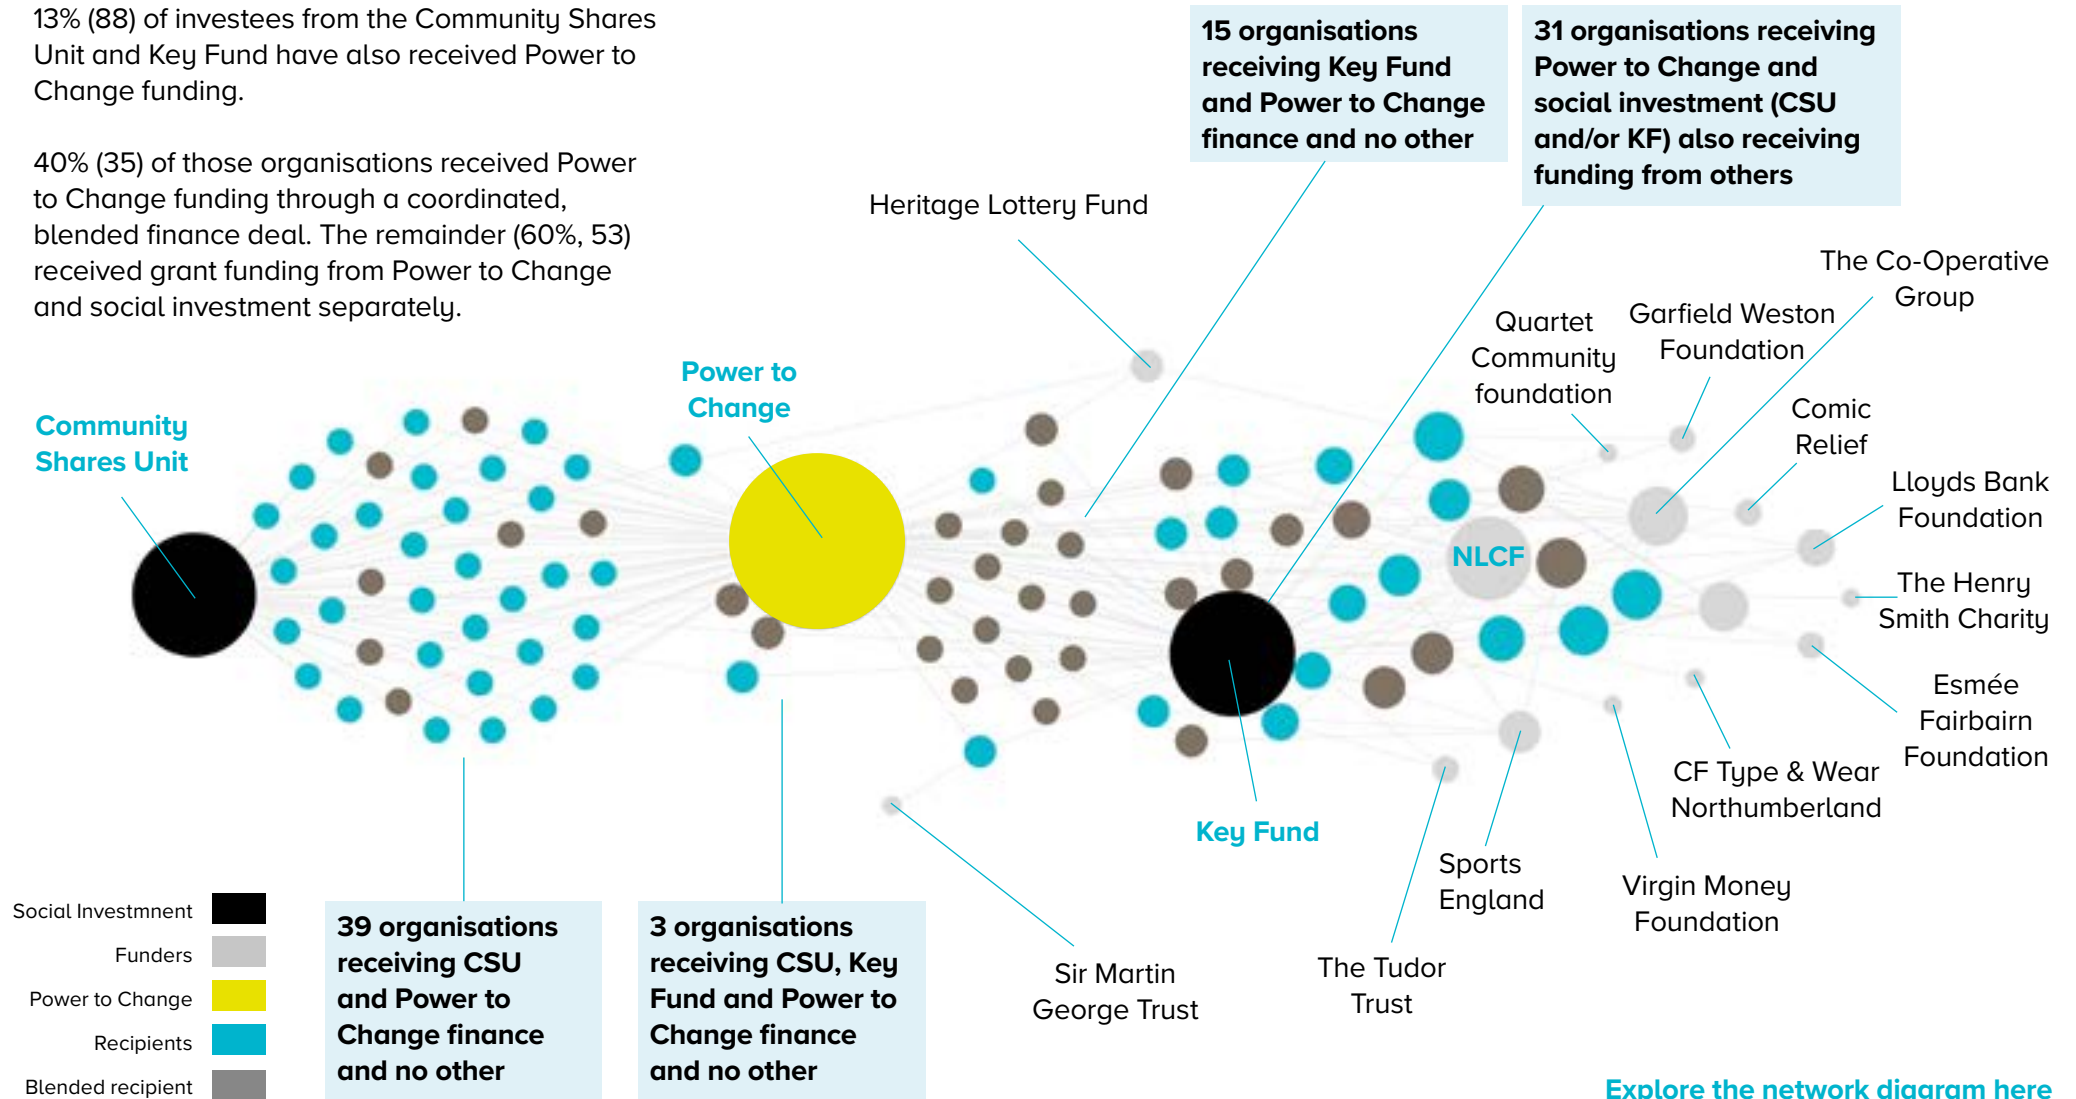 13% (88) of investees from the Community Shares
Unit and Key Fund have also received Power to
Change funding.
40% (35) of those organisations received Power
to Change funding through a coordinated,
blended finance deal. The remainder (60%, 53)
received grant funding from Power to Change
and social investment separately.
15 organisations
receiving Key Fund
and Power to Change
finance and no other
31 organisations receiving
Power to Change and
social investment (CSU
and/or KF) also receiving
funding from others
Heritage Lottery Fund
The Co-Operative
Group
Quartet
Community
foundation
Garfield Weston
Foundation
Comic
Relief
Power to
Change
Community
Shares Unit
Lloyds Bank
Foundation
NLCF
The Henry
Smith Charity
Esmée
Fairbairn
Foundation
CF Type & Wear
Northumberland
Key Fund
Sports
England
Virgin Money
Foundation
The Tudor
Trust
Sir Martin
George Trust
Social Investmnent
Funders
Power to Change
Recipients
Blended recipient
39 organisations
receiving CSU
and Power to
Change finance
and no other
3 organisations
receiving CSU, Key
Fund and Power to
Change finance
and no other
Explore the network diagram here